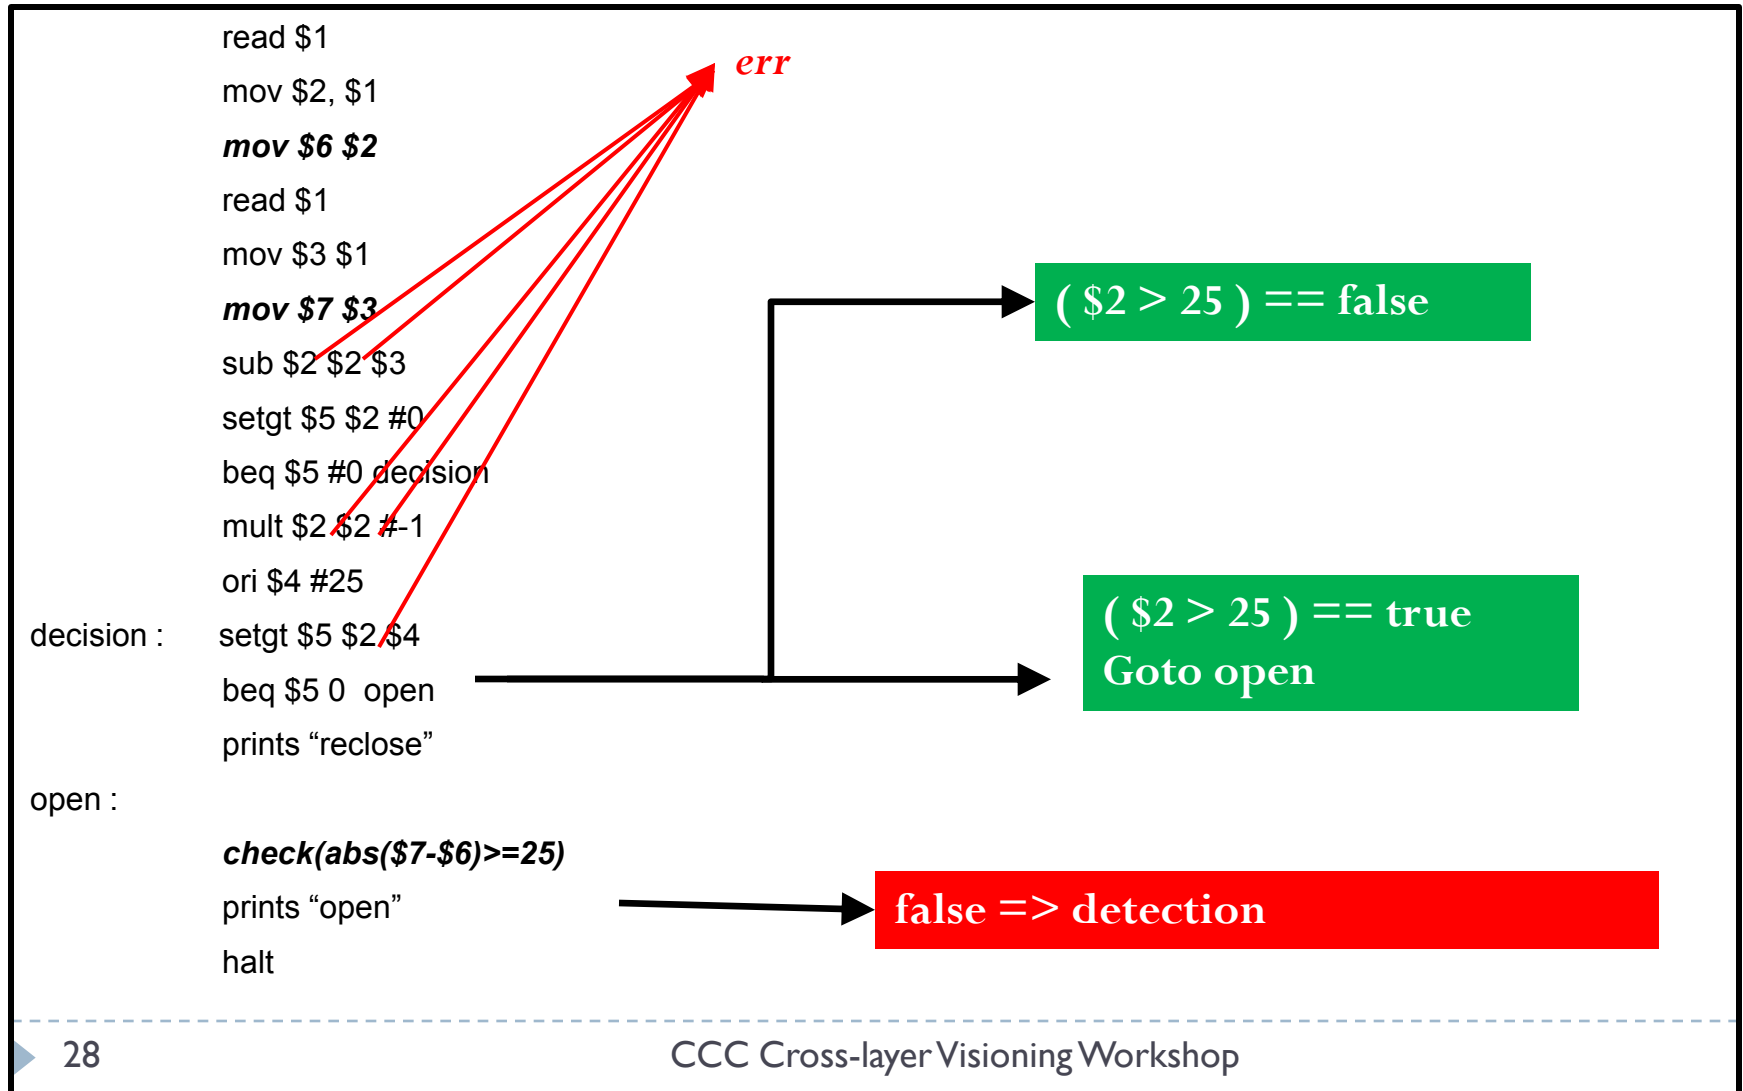 read $1
err
mov $2, $1
mov $6 $2
read $1
mov $3 $1
mov $7 $3
sub $2 $2 $3
setgt $5 $2 #0
beq $5 #0 decision
mult $2 $2 #-1
ori $4 #25
decision : setgt $5 $2 $4
beq $5 0 open
prints “reclose”
open :
check(abs($7-$6)>=25)
prints “open”
halt
( $2 > 25 ) == false
( $2 > 25 ) == true
Goto open
false => detection
28
CCC Cross-layer Visioning Workshop